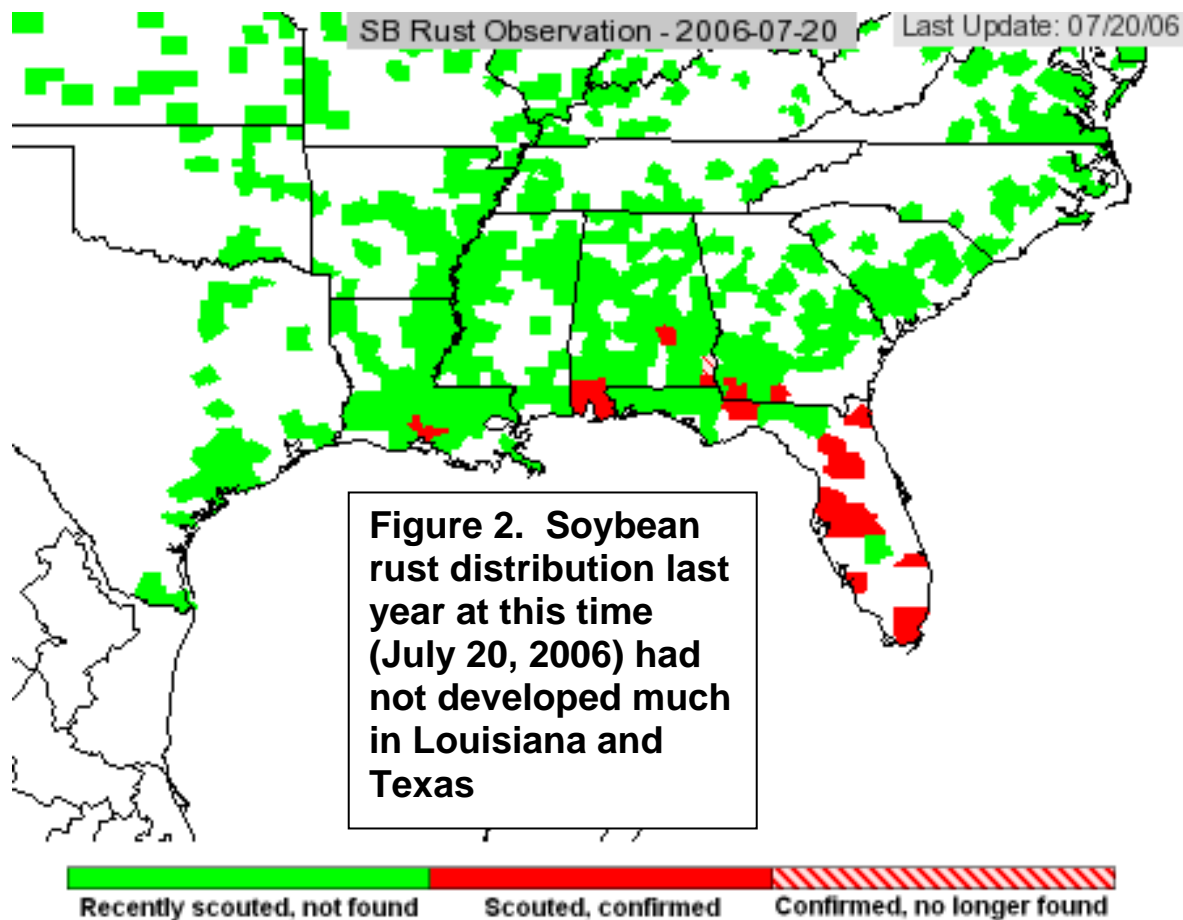 SB Rust Observation - 2006-07-20
Last Update: 07/20/06
Figure 2.  Soybean
rust distribution last
year at this time
(July 20, 2006) had
not developed much
in Louisiana and
Texas
Recently scouted, not found
Scouted, confirmed
Confirmed, no longer found